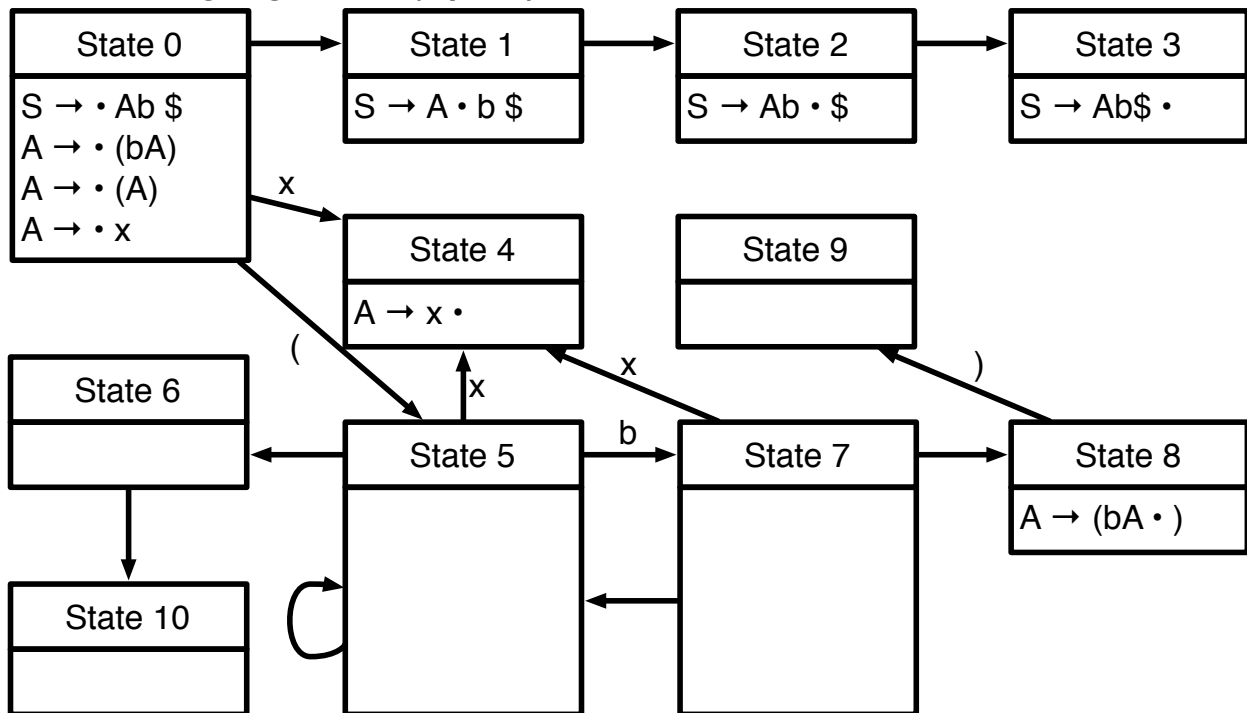 State 0
S → • Ab $
A → • (bA)
A → • (A)
A → • x
State 1
S → A • b $
State 2
S → Ab • $
State 3
S → Ab$ •
x
(
State 4
A → x •
State 9
x
x
)
State 6
State 5
b
State 7
State 8
A → (bA • )
State 10